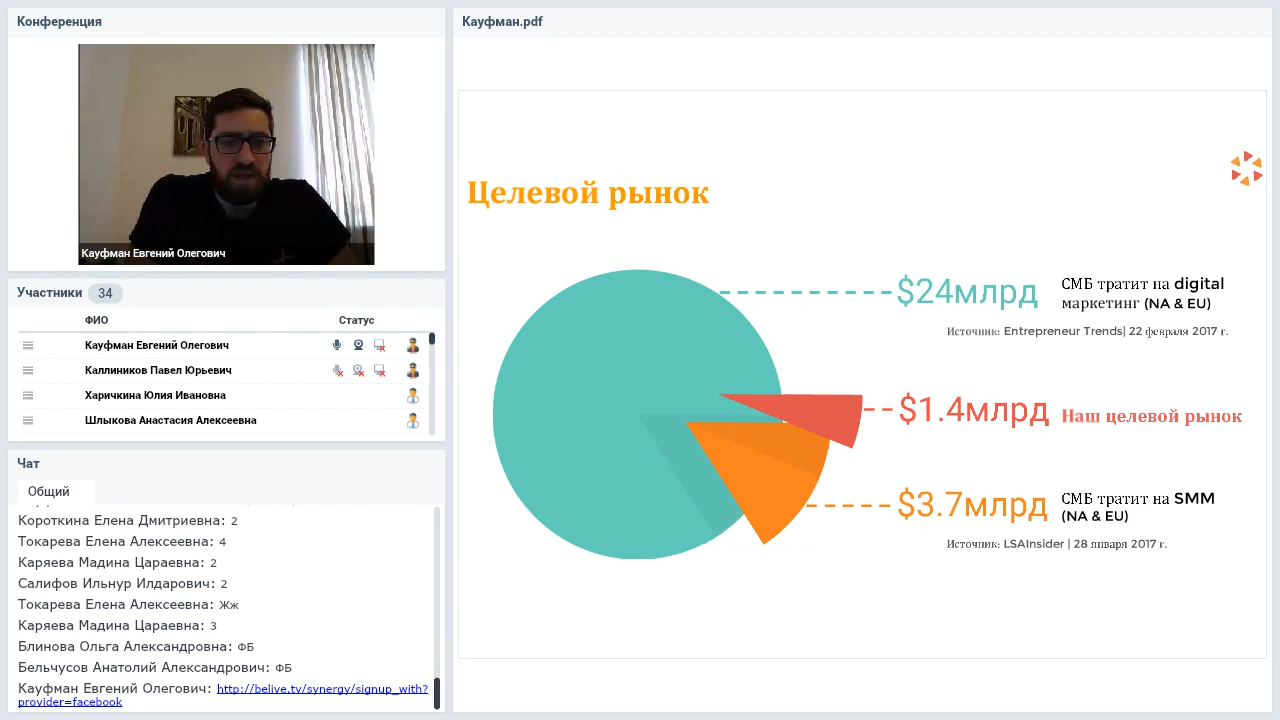 Конференция
Кауфман Евгений Олегович
Участники 34
ФИО Статус
Кауфман Евгений Олегович
Каллиников Павел Юрьевич
Харичкина Юлия Ивановна
Шлыкова Анастасия Алексеевна
Чат
Общий
Короткина Елена Дмитриевна: 2
Токарева Елена Алексеевна: 4
Каряева Мадина Цараевна: 2
Салифов Ильнур Илдарович: 2
Токарева Елена Алексеевна: Жж
Каряева Мадина Цараевна: 3
Блинова Ольга Александровна: ФБ
Бельчусов Анатолий Александрович: ФБ
Кауфман Евгений Олегович: http://belive.tv/synergy/signup_with?
provider=facebook
Кауфман.pdf
Целевой рынок
$24млрд
СМБ тратит на digital
маркетинг (NA & EU)
Источник: Entrepreneur Trends| 22 февраля 2017 г.
$1.4млрд
Наш целевой рынок
$3.7млрд
СМБ тратит на SMM
(NA & EU)
Источник: LSAInsider | 28 января 2017 г.